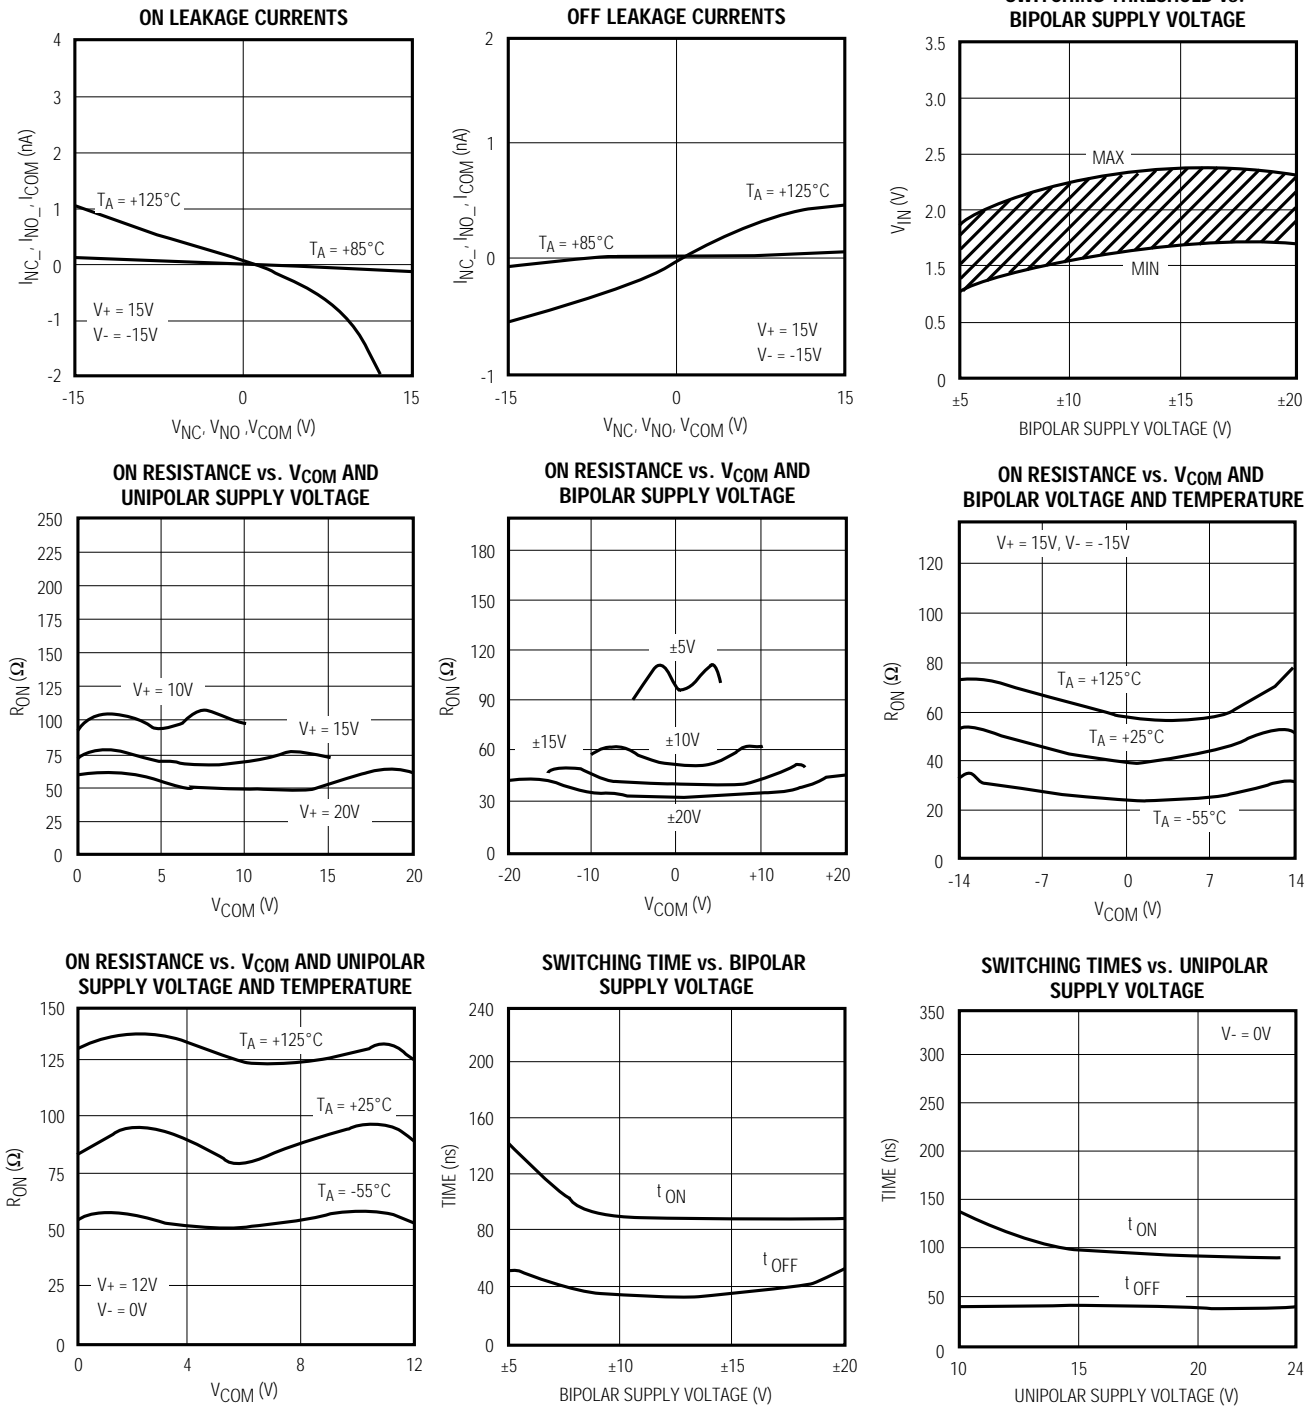 ON LEAKAGE CURRENTS
4
3
2
1
0
-1
-2
INC_, INO_, ICOM (nA)
TA = +125°C
TA = +85°C
V+ = 15V
V- = -15V
-15
0
15
VNC, VNO ,VCOM (V)
OFF LEAKAGE CURRENTS
2
1
0
-1
INC_, INO_, ICOM (nA)
TA = +125°C
TA = +85°C
V+ = 15V
V- = -15V
-15
0
15
VNC, VNO, VCOM (V)
BIPOLAR SUPPLY VOLTAGE
3.5
3.0
2.5
2.0
1.5
0.5
0
VIN (V)
MAX
MIN
±5
±10
±15
±20
BIPOLAR SUPPLY VOLTAGE (V)
ON RESISTANCE vs. VCOM AND
UNIPOLAR SUPPLY VOLTAGE
250
225
200
175
150
125
100
75
50
25
0
RON (Ω)
V+ = 10V
V+ = 15V
V+ = 20V
0
5
10
15
20
VCOM (V)
ON RESISTANCE vs. VCOM AND
BIPOLAR SUPPLY VOLTAGE
180
150
120
90
60
30
0
RON (Ω)
±5V
±15V
±10V
±20V
-20
-10
0
+10
+20
VCOM (V)
ON RESISTANCE vs. VCOM AND
BIPOLAR VOLTAGE AND TEMPERATURE
V+ = 15V, V- = -15V
120
100
80
60
40
20
0
RON (Ω)
TA = +125°C
TA = +25°C
TA = -55°C
-14
-7
0
7
14
VCOM (V)
ON RESISTANCE vs. VCOM AND UNIPOLAR
SUPPLY VOLTAGE AND TEMPERATURE
150
125
100
75
50
25
0
RON (Ω)
TA = +125°C
TA = +25°C
TA = -55°C
V+ = 12V
V- = 0V
0
4
8
12
VCOM (V)
SWITCHING TIME vs. BIPOLAR
SUPPLY VOLTAGE
240
200
160
120
80
40
0
TIME (ns)
t ON
t OFF
±5
±10
±15
±20
BIPOLAR SUPPLY VOLTAGE (V)
SWITCHING TIMES vs. UNIPOLAR
SUPPLY VOLTAGE
V- = 0V
350
300
250
200
150
100
50
0
TIME (ns)
t ON
t OFF
10
15
20
24
UNIPOLAR SUPPLY VOLTAGE (V)